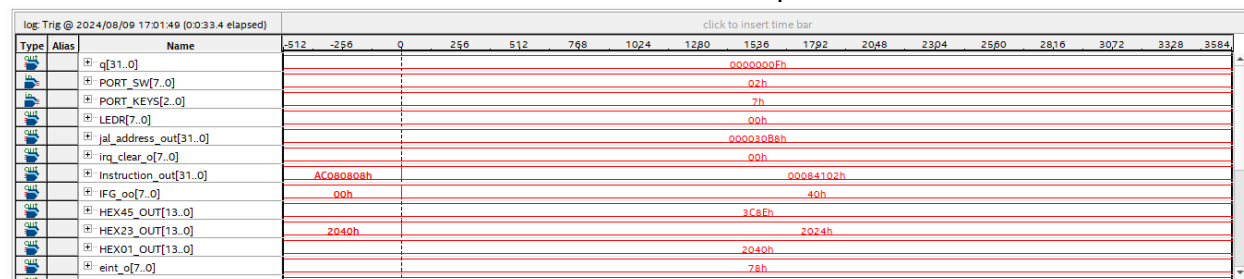 log: Trig @ 2024/08/09 17:01:49 (0:0:33.4 elapsed) click to insert time bar
Type Alias Name -512 -256 0 256 512 768 1024 1280 1536 1792 2048 2304 2560 2816 3072 3328 3584
q[31..0] 0000000Fh
PORT_SW[7..0] 02h
PORT_KEYS[2..0] 7h
LEDR[7..0] 00h
jal_address_out[31..0] 000030B8h
irq_clear_o[7..0] 00h
Instruction_out[31..0] AC080808h 00084102h
IFG_oo[7..0] 00h 40h
HEX45_OUT[13..0] 3C8Eh
HEX23_OUT[13..0] 2040h 2024h
HEX01_OUT[13..0] 2040h
eint_o[7..0] 78h